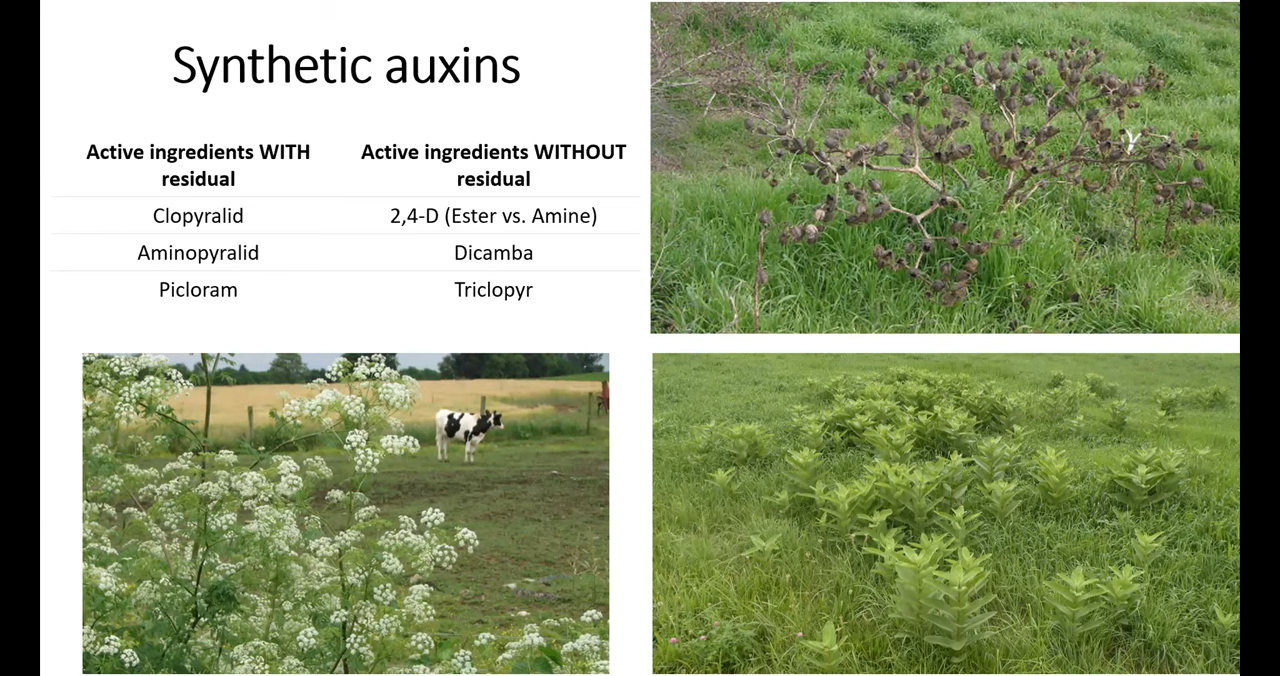 Synthetic auxins
Active ingredients WITH
residual
Active ingredients WITHOUT
residual
Clopyralid
2,4-D (Ester vs. Amine)
Aminopyralid
Dicamba
Picloram
Triclopyr